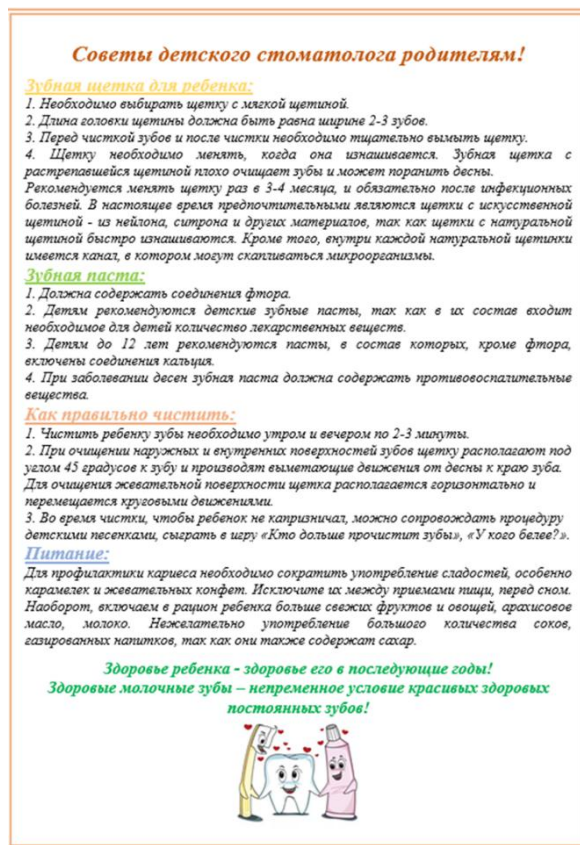 Советы детского стоматолога родителям!
Зубная щетка для ребенка:
1. Необходимо выбирать щетку с мягкой щетиной.
2. Длина головки щетины должна быть равна ширине 2-3 зубов.
3. Перед чисткой зубов и после чистки необходимо тщательно вымыть щетку.
4. Щетку необходимо менять, когда она изнашивается. Зубная щетка с
растрепавшейся щетиной плохо очищает зубы и может поранить десны.
Рекомендуется менять щетку раз в 3-4 месяца, и обязательно после инфекционных
болезней. В настоящее время предпочтительными являются щетки с искусственной
щетиной - из нейлона, ситрона и других материалов, так как щетки с натуральной
щетиной быстро изнашиваются. Кроме того, внутри каждой натуральной щетинки
имеется канал, в котором могут скапливаться микроорганизмы.
Зубная паста:
1. Должна содержать соединения фтора.
2. Детям рекомендуются детские зубные пасты, так как в их состав входит
необходимое для детей количество лекарственных веществ.
3. Детям до 12 лет рекомендуются пасты, в состав которых, кроме фтора,
включены соединения кальция.
4. При заболевании десен зубная паста должна содержать противовоспалительные
вещества.
Как правильно чистить:
1. Чистить ребенку зубы необходимо утром и вечером по 2-3 минуты.
2. При очищении наружных и внутренних поверхностей зубов щетку располагают под
углом 45 градусов к зубу и производят выметающие движения от десны к краю зуба.
Для очищения жевательной поверхности щетка располагается горизонтально и
перемещается круговыми движениями.
3. Во время чистки, чтобы ребенок не капризничал, можно сопровождать процедуру
детскими песенками, сыграть в игру «Кто дольше прочистит зубы», «У кого белее?».
Питание:
Для профилактики кариеса необходимо сократить употребление сладостей, особенно
карамелек и жевательных конфет. Исключите их между приемами пищи, перед сном.
Наоборот, включаем в рацион ребенка больше свежих фруктов и овощей, арахисовое
масло, молоко. Нежелательно употребление большого количества соков,
газированных напитков, так как они также содержат сахар.
Здоровье ребенка - здоровье его в последующие годы!
Здоровые молочные зубы – непременное условие красивых здоровых
постоянных зубов!